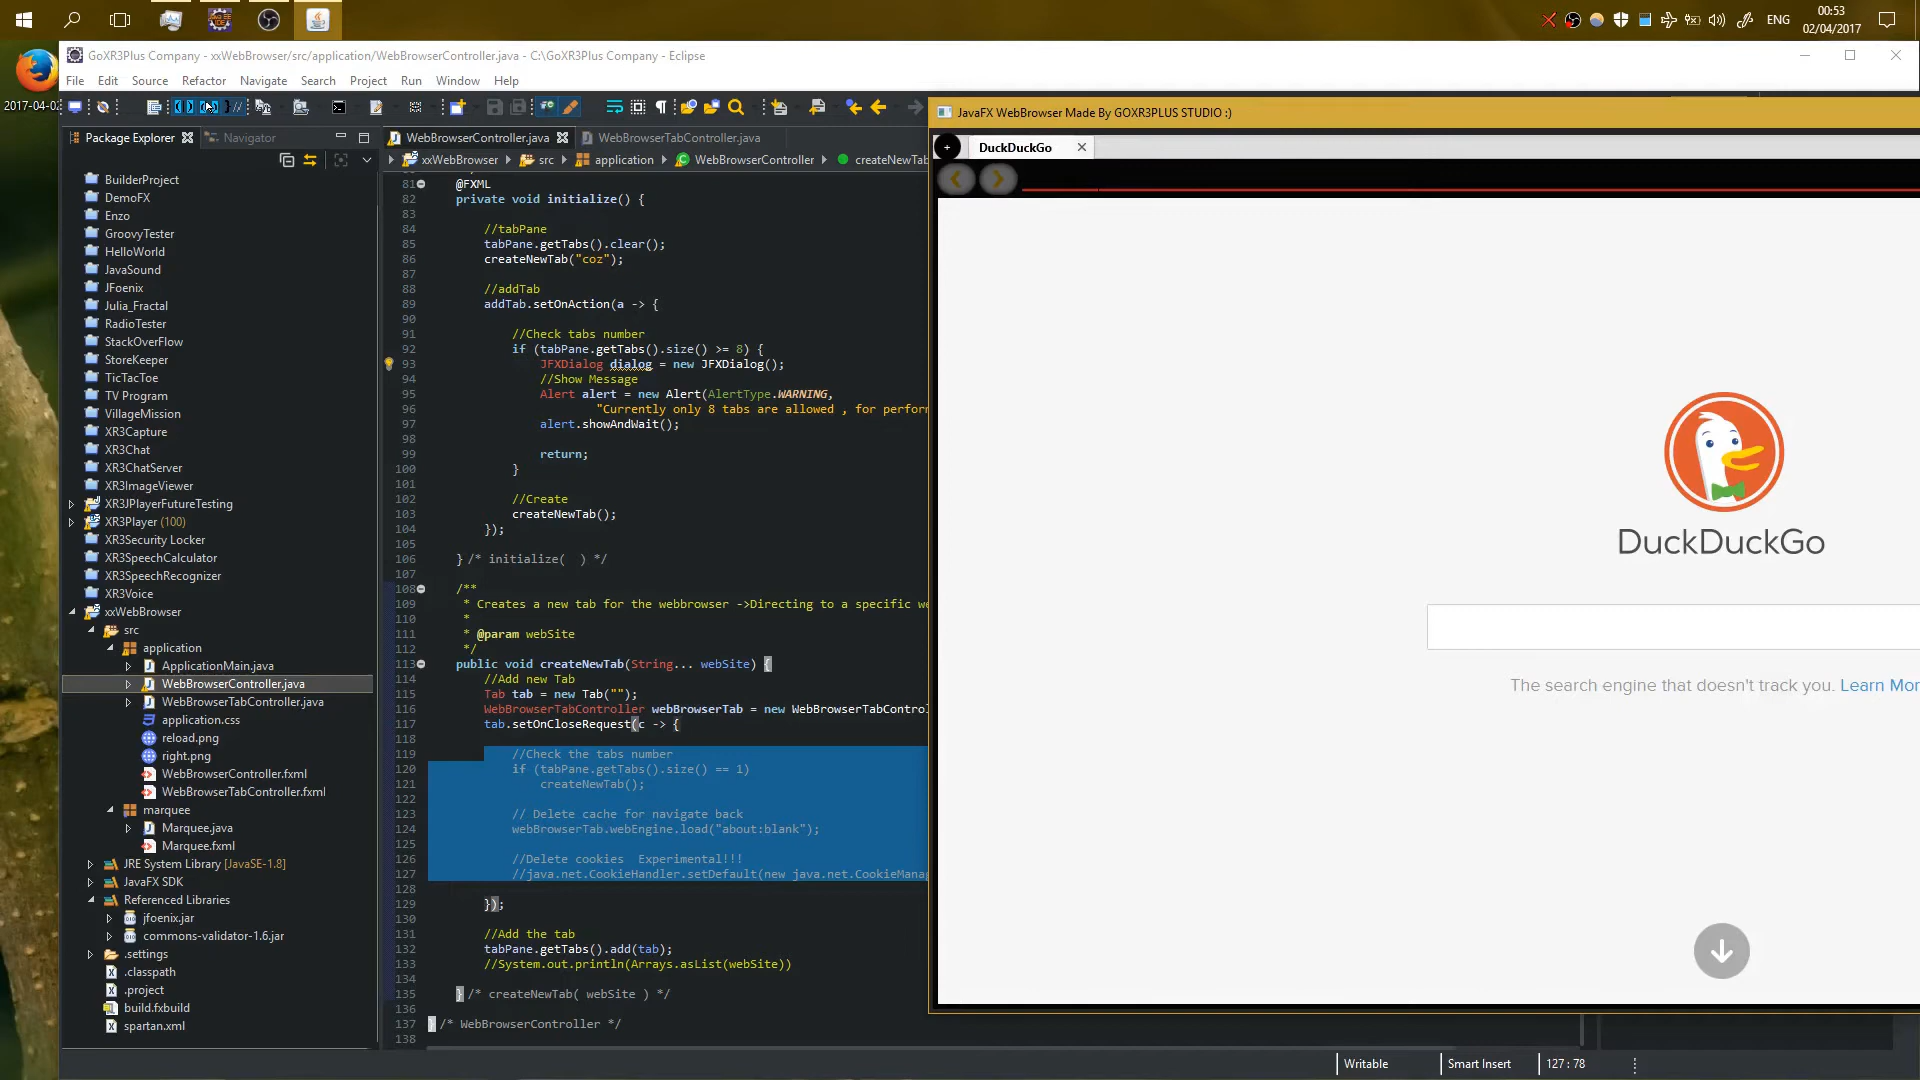 ENG
00:53
02/04/2017
GoXR3Plus Company - xxWebBrowser/src/application/WebBrowserController.java - C:\GoXR3Plus Company - Eclipse
File Edit Source Refactor Navigate Search Project Run Window Help
2017-04-02
Package Explorer
Navigator
WebBrowserController.java
WebBrowserTabController.java
xxWebBrowser src application WebBrowserController createNewTab
BuilderProject
DemoFX
Enzo
GroovyTester
HelloWorld
JavaSound
JFoenix
Julia_Fractal
RadioTester
StackOverFlow
StoreKeeper
TicTacToe
TV Program
VillageMission
XR3Capture
XR3Chat
XR3ChatServer
XR3ImageViewer
XR3JPlayerFutureTesting
XR3Player (100)
XR3Security Locker
XR3SpeechCalculator
XR3SpeechRecognizer
XR3Voice
xxWebBrowser
src
application
ApplicationMain.java
WebBrowserController.java
WebBrowserTabController.java
application.css
reload.png
right.png
WebBrowserController.fxml
WebBrowserTabController.fxml
marquee
Marquee.java
Marquee.fxml
JRE System Library [JavaSE-1.8]
JavaFX SDK
Referenced Libraries
jfoenix.jar
commons-validator-1.6.jar
.settings
.classpath
.project
build.fxbuild
spartan.xml
81 @FXML
82 private void initialize() {
83
84 //tabPane
85 tabPane.getTabs().clear();
86 createNewTab("coz");
87
88 //addTab
89 addTab.setOnAction(a -> {
90
91 //Check tabs number
92 if (tabPane.getTabs().size() >= 8) {
93 JFXDialog dialog = new JFXDialog();
94 //Show Message
95 Alert alert = new Alert(AlertType.WARNING,
96 "Currently only 8 tabs are allowed , for perform
97 alert.showAndWait();
98
99 return;
100 }
101
102 //Create
103 createNewTab();
104 });
105
106 } /* initialize(  ) */
107
108 /**
109 * Creates a new tab for the webbrowser ->Directing to a specific we
110 *
111 * @param webSite
112 */
113 public void createNewTab(String... webSite) {
114 //Add new Tab
115 Tab tab = new Tab("");
116 WebBrowserTabController webBrowserTab = new WebBrowserTabControl
117 tab.setOnCloseRequest(c -> {
118
119 //Check the tabs number
120 if (tabPane.getTabs().size() == 1)
121 createNewTab();
122
123 // Delete cache for navigate back
124 webBrowserTab.webEngine.load("about:blank");
125
126 //Delete cookies  Experimental!!!
127 //java.net.CookieHandler.setDefault(new java.net.CookieManag
128
129 });
130
131 //Add the tab
132 tabPane.getTabs().add(tab);
133 //System.out.println(Arrays.asList(webSite))
134
135 } /* createNewTab( webSite ) */
136
137 } /* WebBrowserController */
138
JavaFX WebBrowser Made By GOXR3PLUS STUDIO :)
+ DuckDuckGo
DuckDuckGo
The search engine that doesn't track you. Learn Mor
Writable
Smart Insert
127 : 78